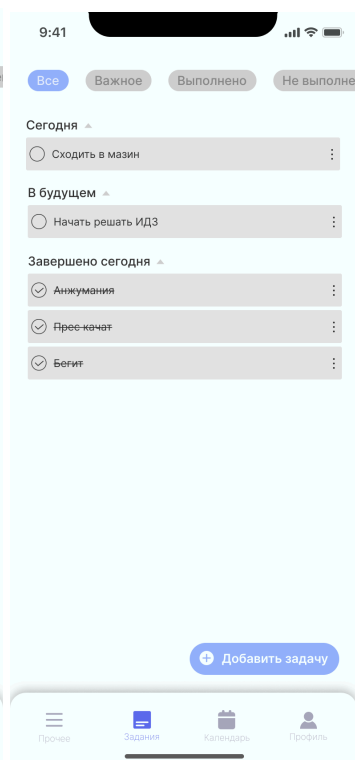 9:41
Все Важное Выполнено Не выполне
Сегодня
Сходить в мазин
В будущем
Начать решать ИДЗ
Завершено сегодня
Анжумания
Прес качат
Бегит
Добавить задачу
Прочее Задания Календарь Профиль